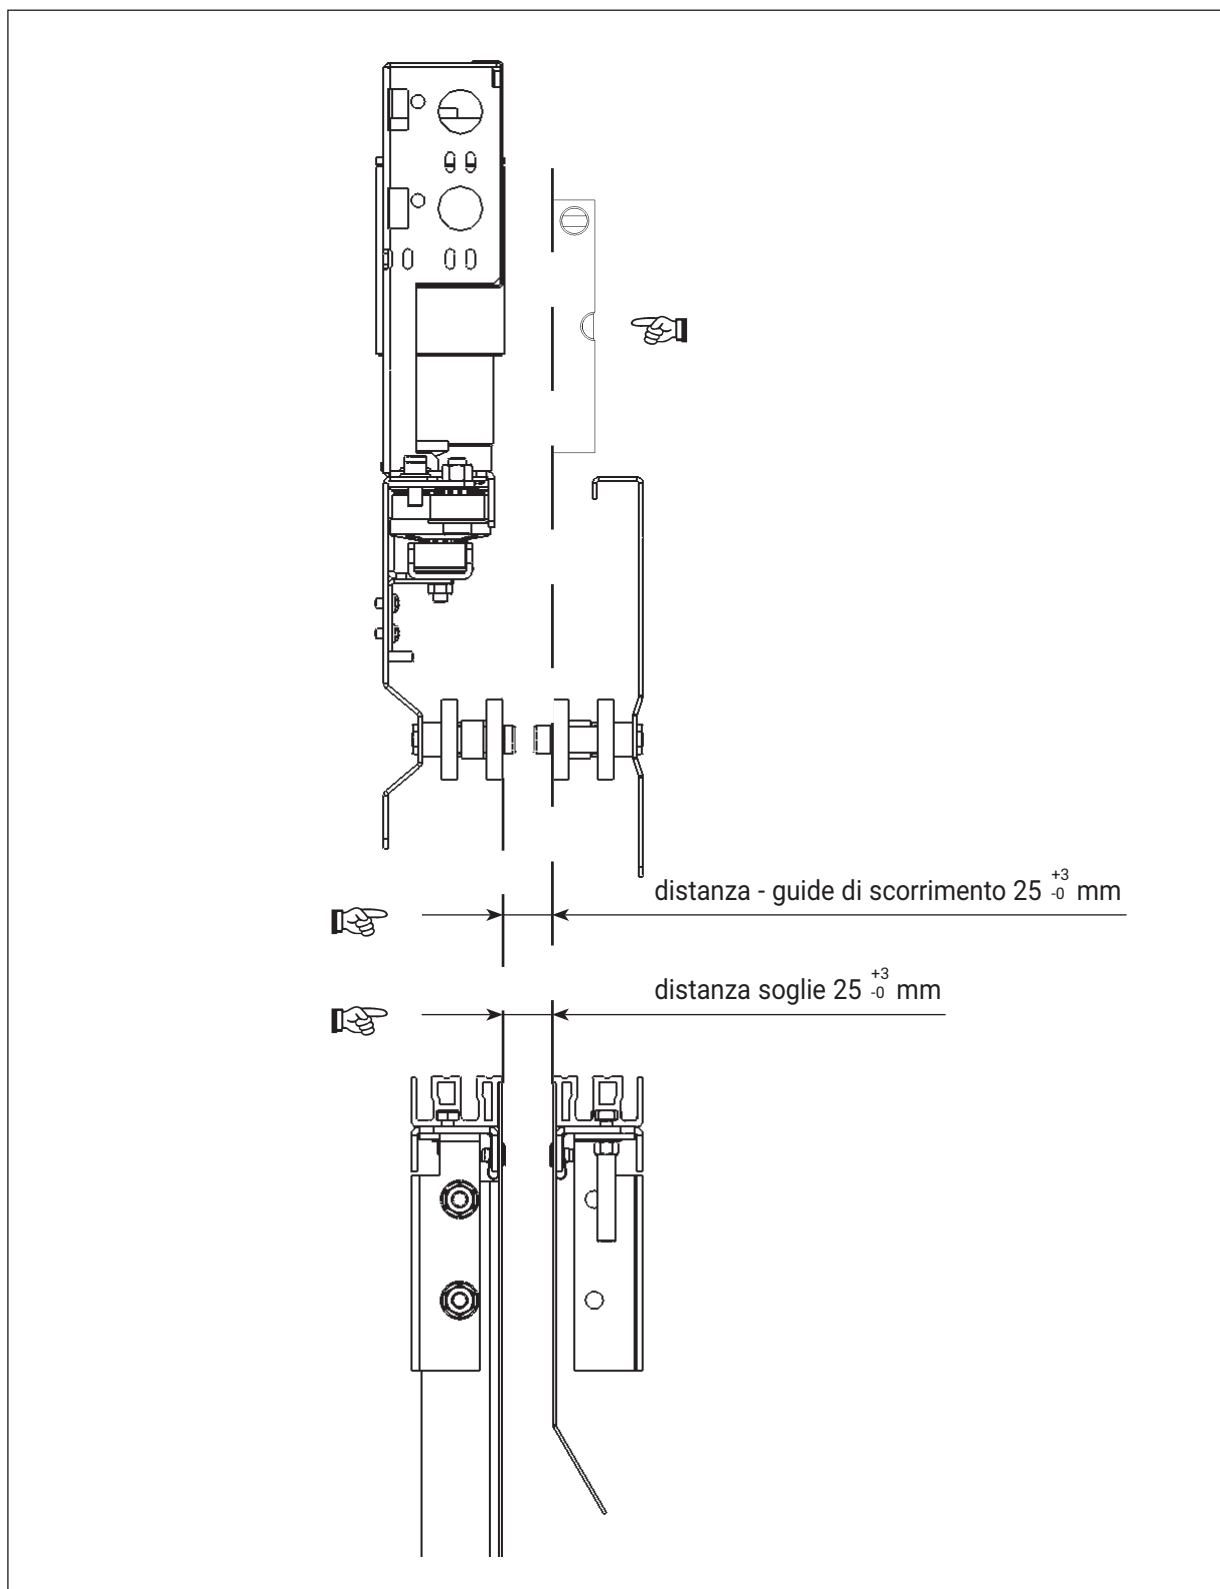 distanza - guide di scorrimento 25 +3 -0 mm
distanza soglie 25 +3 -0 mm